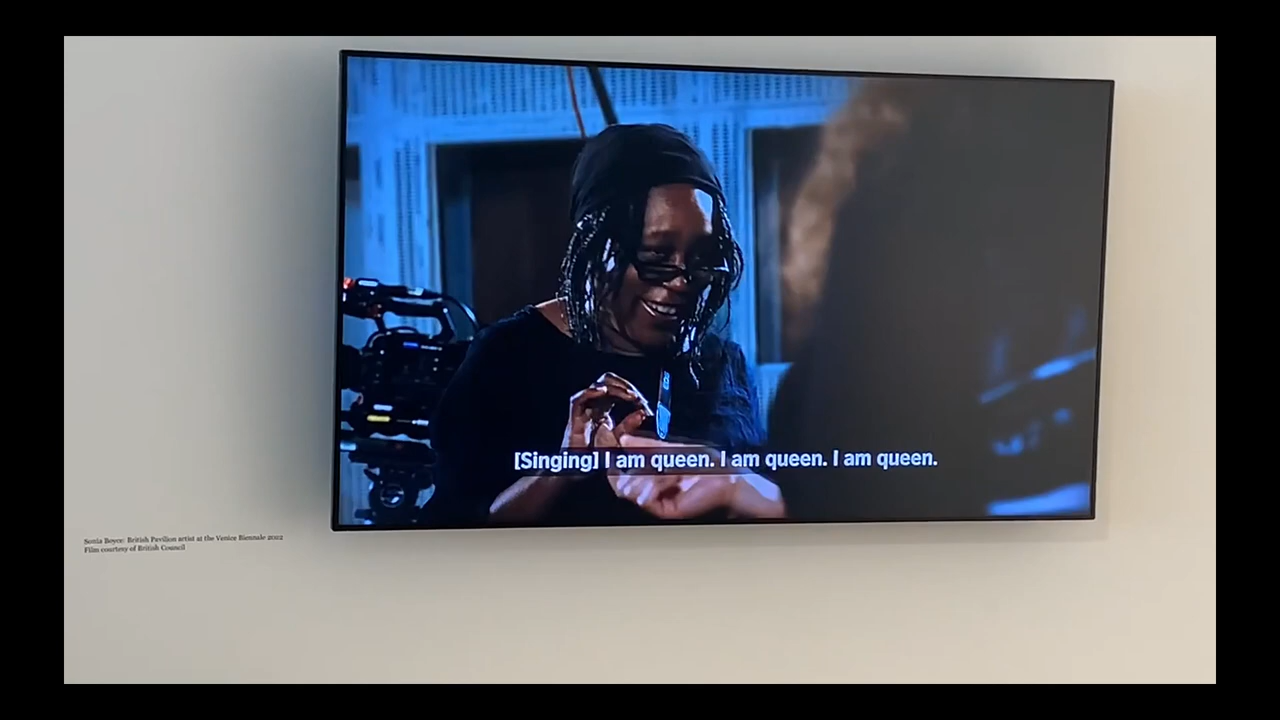 [Singing] I am queen. I am queen. I am queen.
Sonia Boyce: British Pavilion artist at the Venice Biennale 2022
Film courtesy of British Council